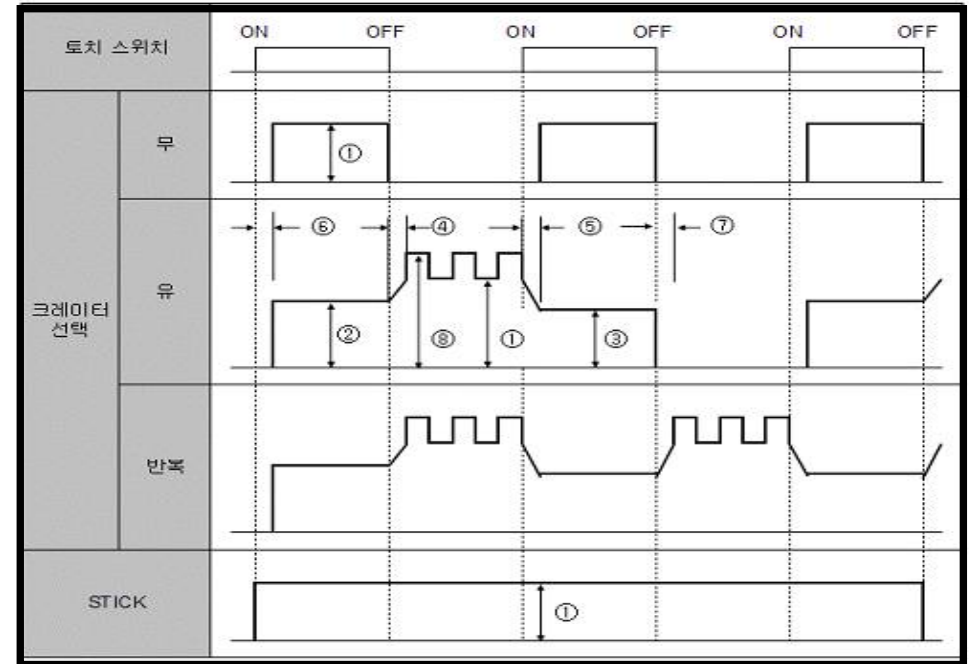 토치 스위치
ON OFF ON OFF ON OFF
크레이터
선택
무
①
유
⑥ ④ ⑤ ⑦
② ⑧ ① ③
반복
STICK
①